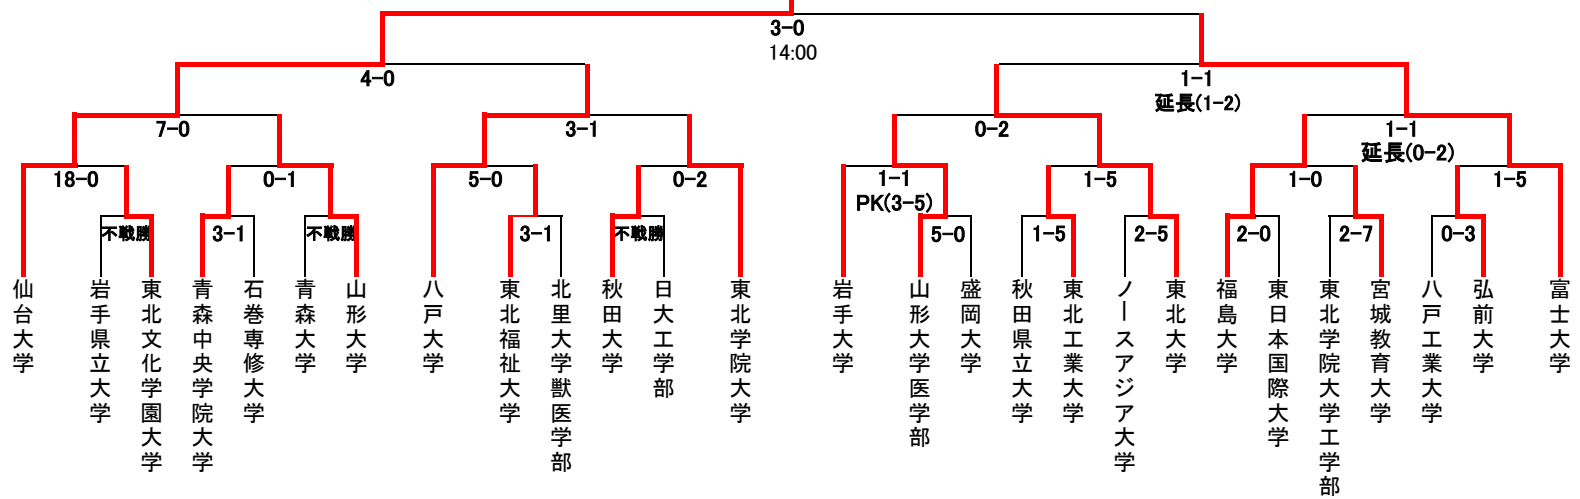 3-0
14:00
4-0
1-1
延長(1-2)
7-0
3-1
0-2
1-1
延長(0-2)
18-0
0-1
5-0
0-2
1-1
PK(3-5)
1-5
1-0
1-5
不戦勝
3-1
不戦勝
3-1
不戦勝
5-0
1-5
2-5
2-0
2-7
0-3
仙台大学
岩手県立大学
東北文化学園大学
青森中央学院大学
石巻専修大学
青森大学
山形大学
八戸大学
東北福祉大学
北里大学獣医学部
秋田大学
日大工学部
東北学院大学
岩手大学
山形大学医学部
盛岡大学
秋田県立大学
東北工業大学
ノースアジア大学
東北大学
福島大学
東日本国際大学
東北学院大学工学部
宮城教育大学
八戸工業大学
弘前大学
富士大学